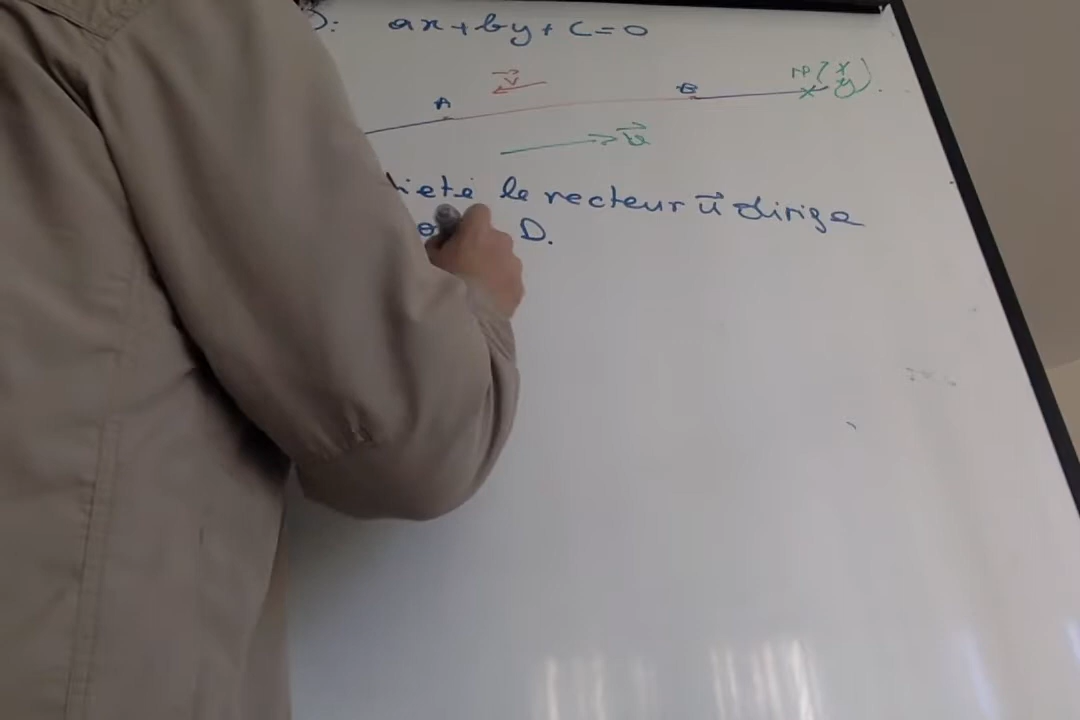 D: ax+by+c=0
V
A
B
M(x
y).
u
le vecteur u dirige
D.